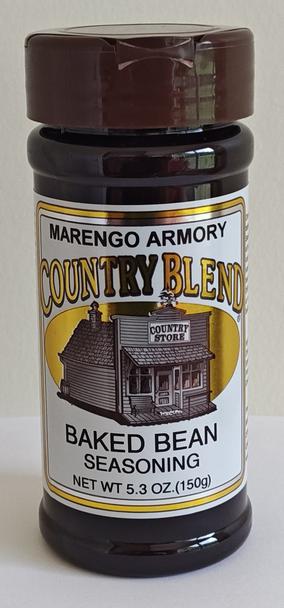 MARENGO ARMORY
COUNTRY BLEND
COUNTRY
STORE
BAKED BEAN
SEASONING
NET WT 5.3 OZ.(150g)